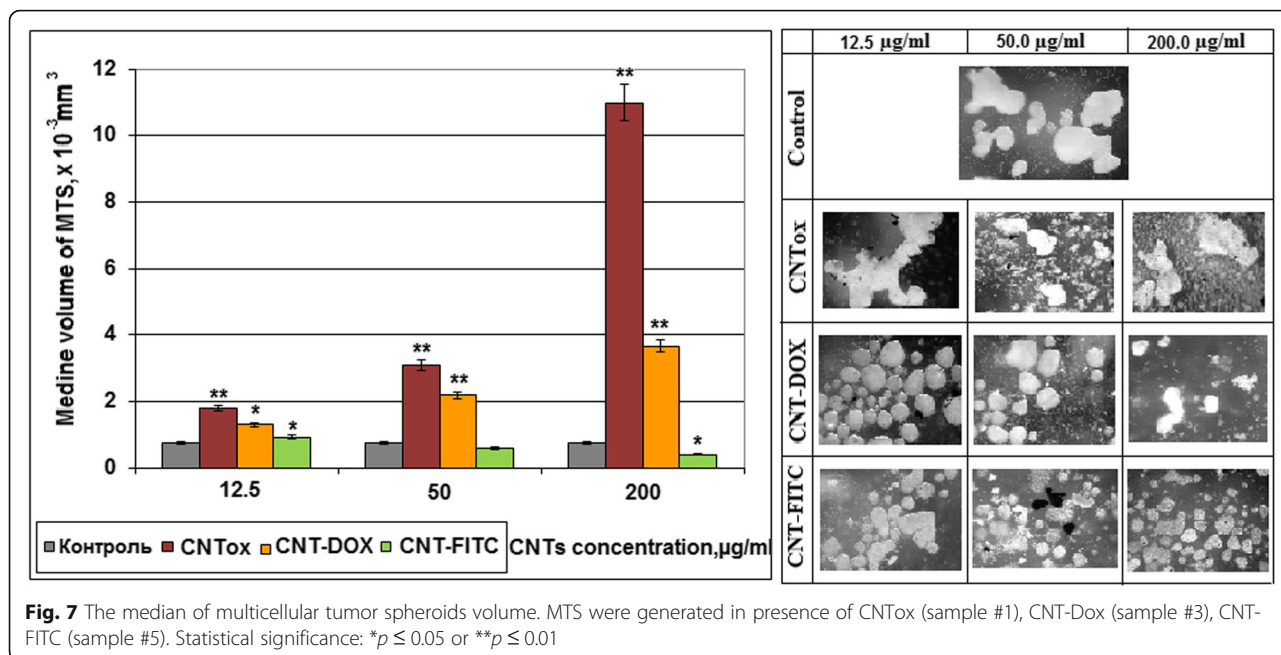 Medine volume of MTS, x 10⁻³mm³
12
10
8
6
4
2
0
**
*
*
**
**
**
**
*
12.5
50
200
Контроль CNTox CNT-DOX CNT-FITC CNTs concentration,µg/ml
12.5 µg/ml 50.0 µg/ml 200.0 µg/ml
Control
CNTox
CNT-DOX
CNT-FITC
Fig. 7 The median of multicellular tumor spheroids volume. MTS were generated in presence of CNTox (sample #1), CNT-Dox (sample #3), CNT-
FITC (sample #5). Statistical significance: *p ≤ 0.05 or **p ≤ 0.01